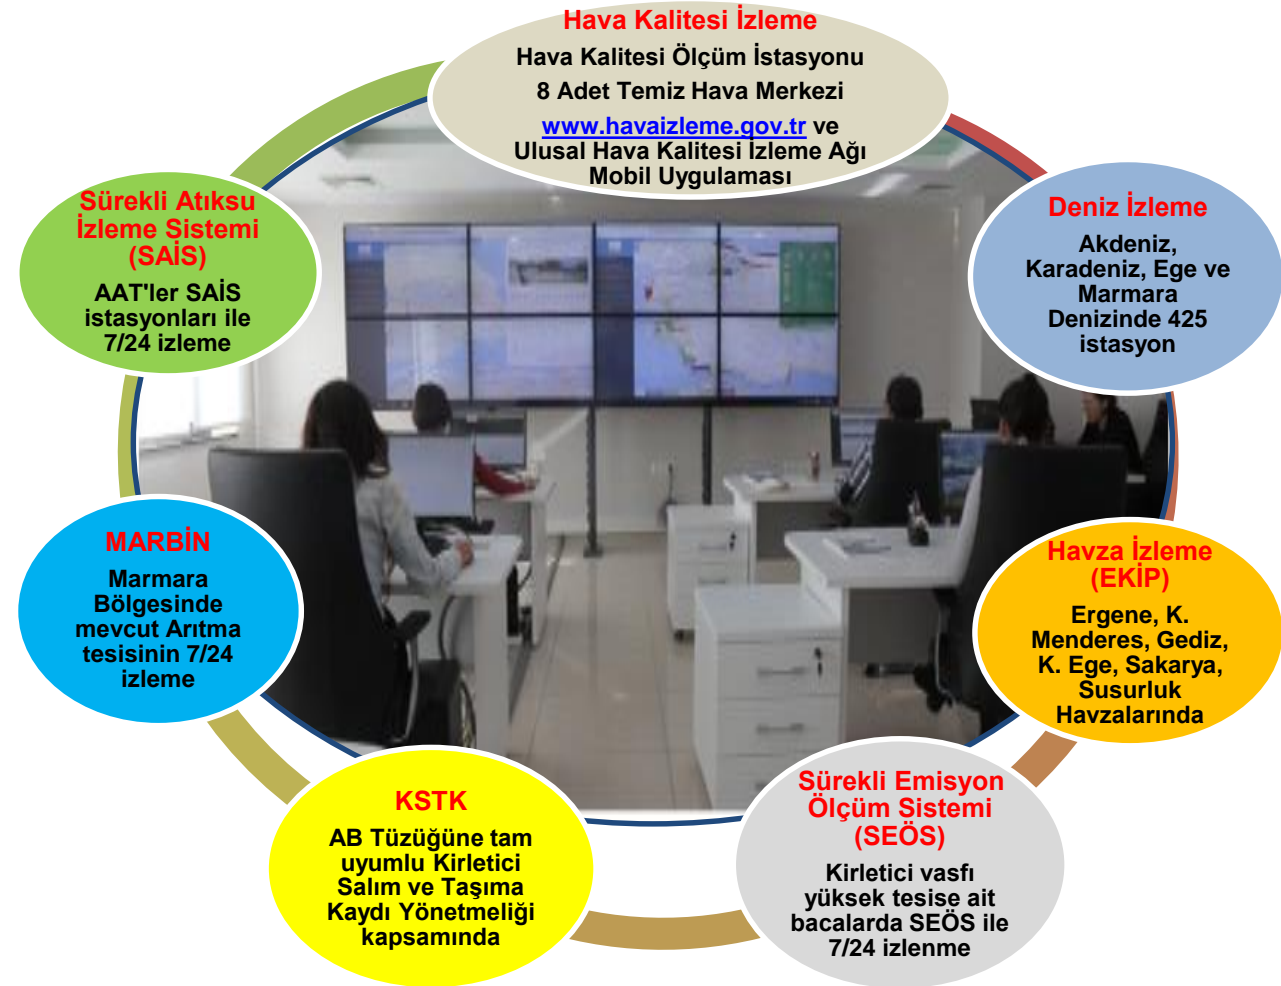 Hava Kalitesi İzleme
Hava Kalitesi Ölçüm İstasyonu
8 Adet Temiz Hava Merkezi
www.havaizleme.gov.tr ve
Ulusal Hava Kalitesi İzleme Ağı
Mobil Uygulaması
Deniz İzleme
Akdeniz,
Karadeniz, Ege ve
Marmara
Denizinde 425
istasyon
Havza İzleme
(EKİP)
Ergene, K.
Menderes, Gediz,
K. Ege, Sakarya,
Susurluk
Havzalarında
Sürekli Emisyon
Ölçüm Sistemi
(SEÖS)
Kirletici vasfı
yüksek tesise ait
bacalarda SEÖS ile
7/24 izlenme
KSTK
AB Tüzüğüne tam
uyumlu Kirletici
Salım ve Taşıma
Kaydı Yönetmeliği
kapsamında
MARBİN
Marmara
Bölgesinde
mevcut Arıtma
tesisinin 7/24
izleme
Sürekli Atıksu
İzleme Sistemi
(SAİS)
AAT'ler SAİS
istasyonları ile
7/24 izleme